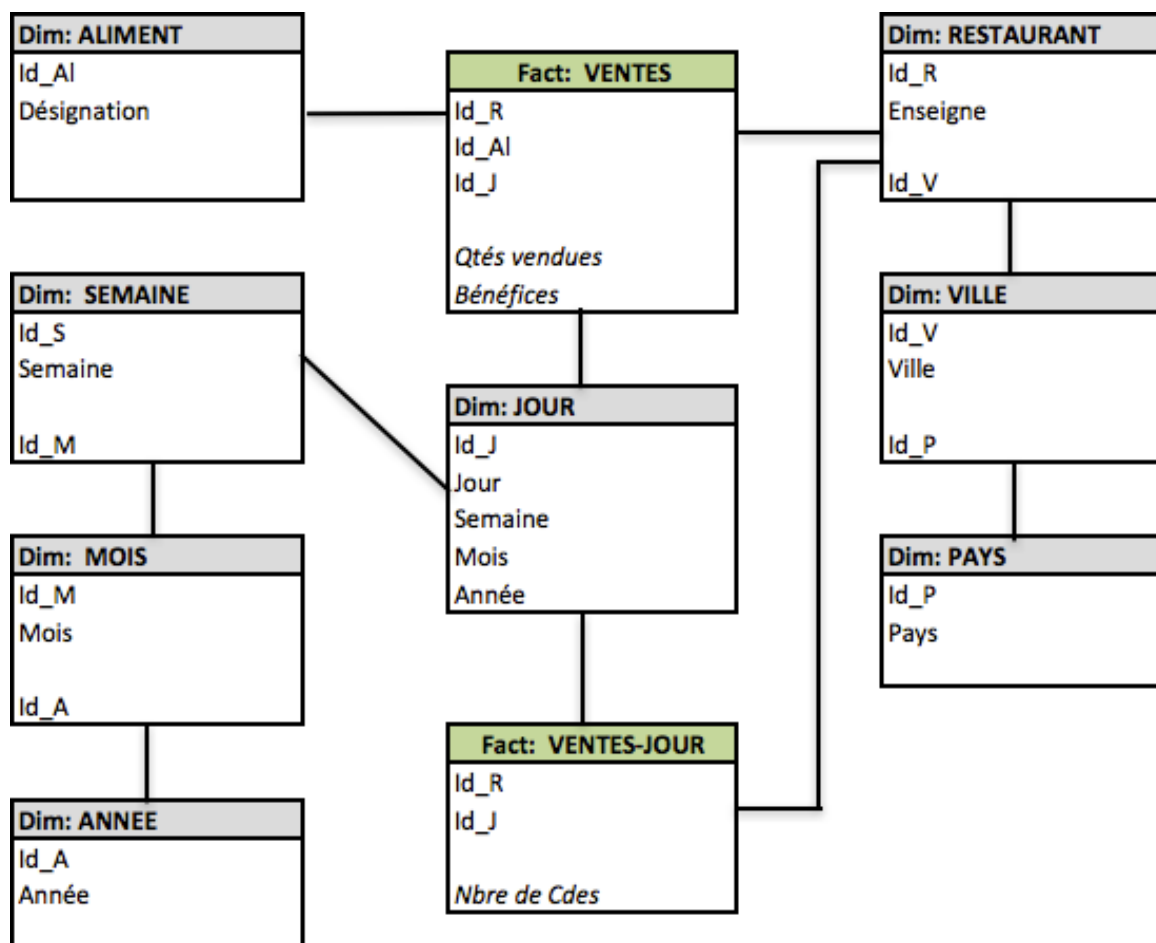 Dim: ALIMENT
Id_Al
Désignation
Dim: SEMAINE
Id_S
Semaine
Id_M
Dim: MOIS
Id_M
Mois
Id_A
Dim: ANNEE
Id_A
Année
Fact: VENTES
Id_R
Id_Al
Id_J
Qtés vendues
Bénéfices
Dim: JOUR
Id_J
Jour
Semaine
Mois
Année
Fact: VENTES-JOUR
Id_R
Id_J
Nbre de Cdes
Dim: RESTAURANT
Id_R
Enseigne
Id_V
Dim: VILLE
Id_V
Ville
Id_P
Dim: PAYS
Id_P
Pays